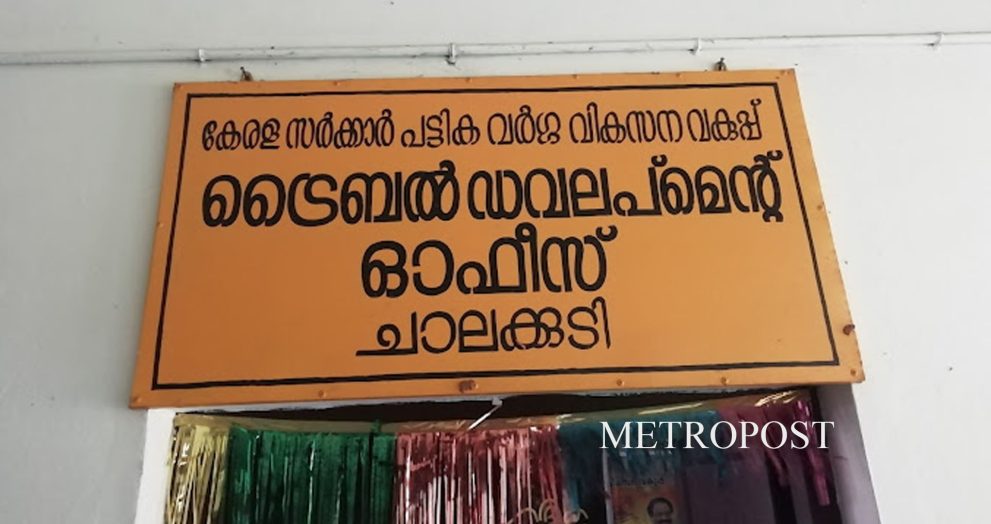 കേരള സർക്കാർ പട്ടിക വർഗ്ഗ വികസന വകുപ്പ്
ട്രൈബൽ ഡവലപ്മെന്റ്
ഓഫീസ്
ചാലക്കുടി
METROPOST